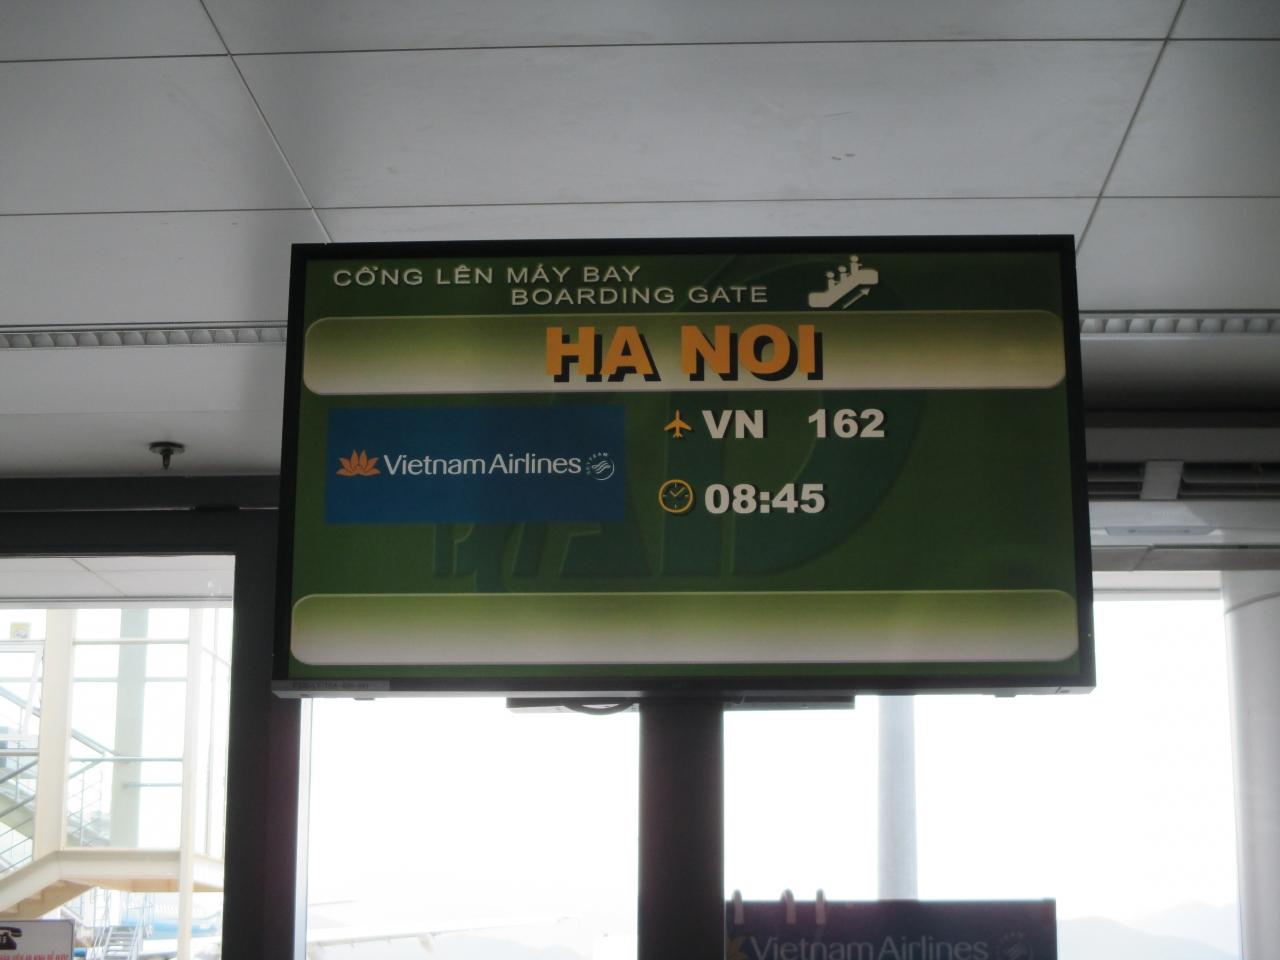 CỔNG LÊN MÁY BAY
BOARDING GATE
HA NOI
VN 162
Vietnam Airlines
08:45
Vietnam Airlines